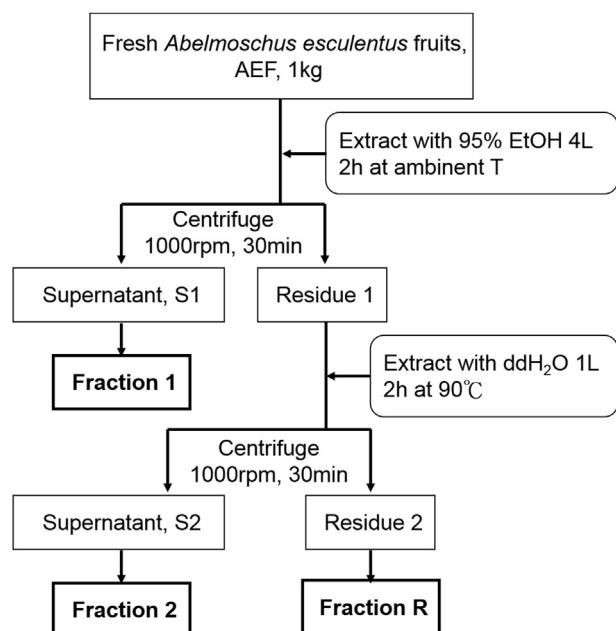 Fresh Abelmoschus esculentus fruits,
AEF, 1kg
Extract with 95% EtOH 4L
2h at ambinent T
Centrifuge
1000rpm, 30min
Supernatant, S1
Residue 1
Fraction 1
Extract with ddH₂O 1L
2h at 90℃
Centrifuge
1000rpm, 30min
Supernatant, S2
Residue 2
Fraction 2
Fraction R